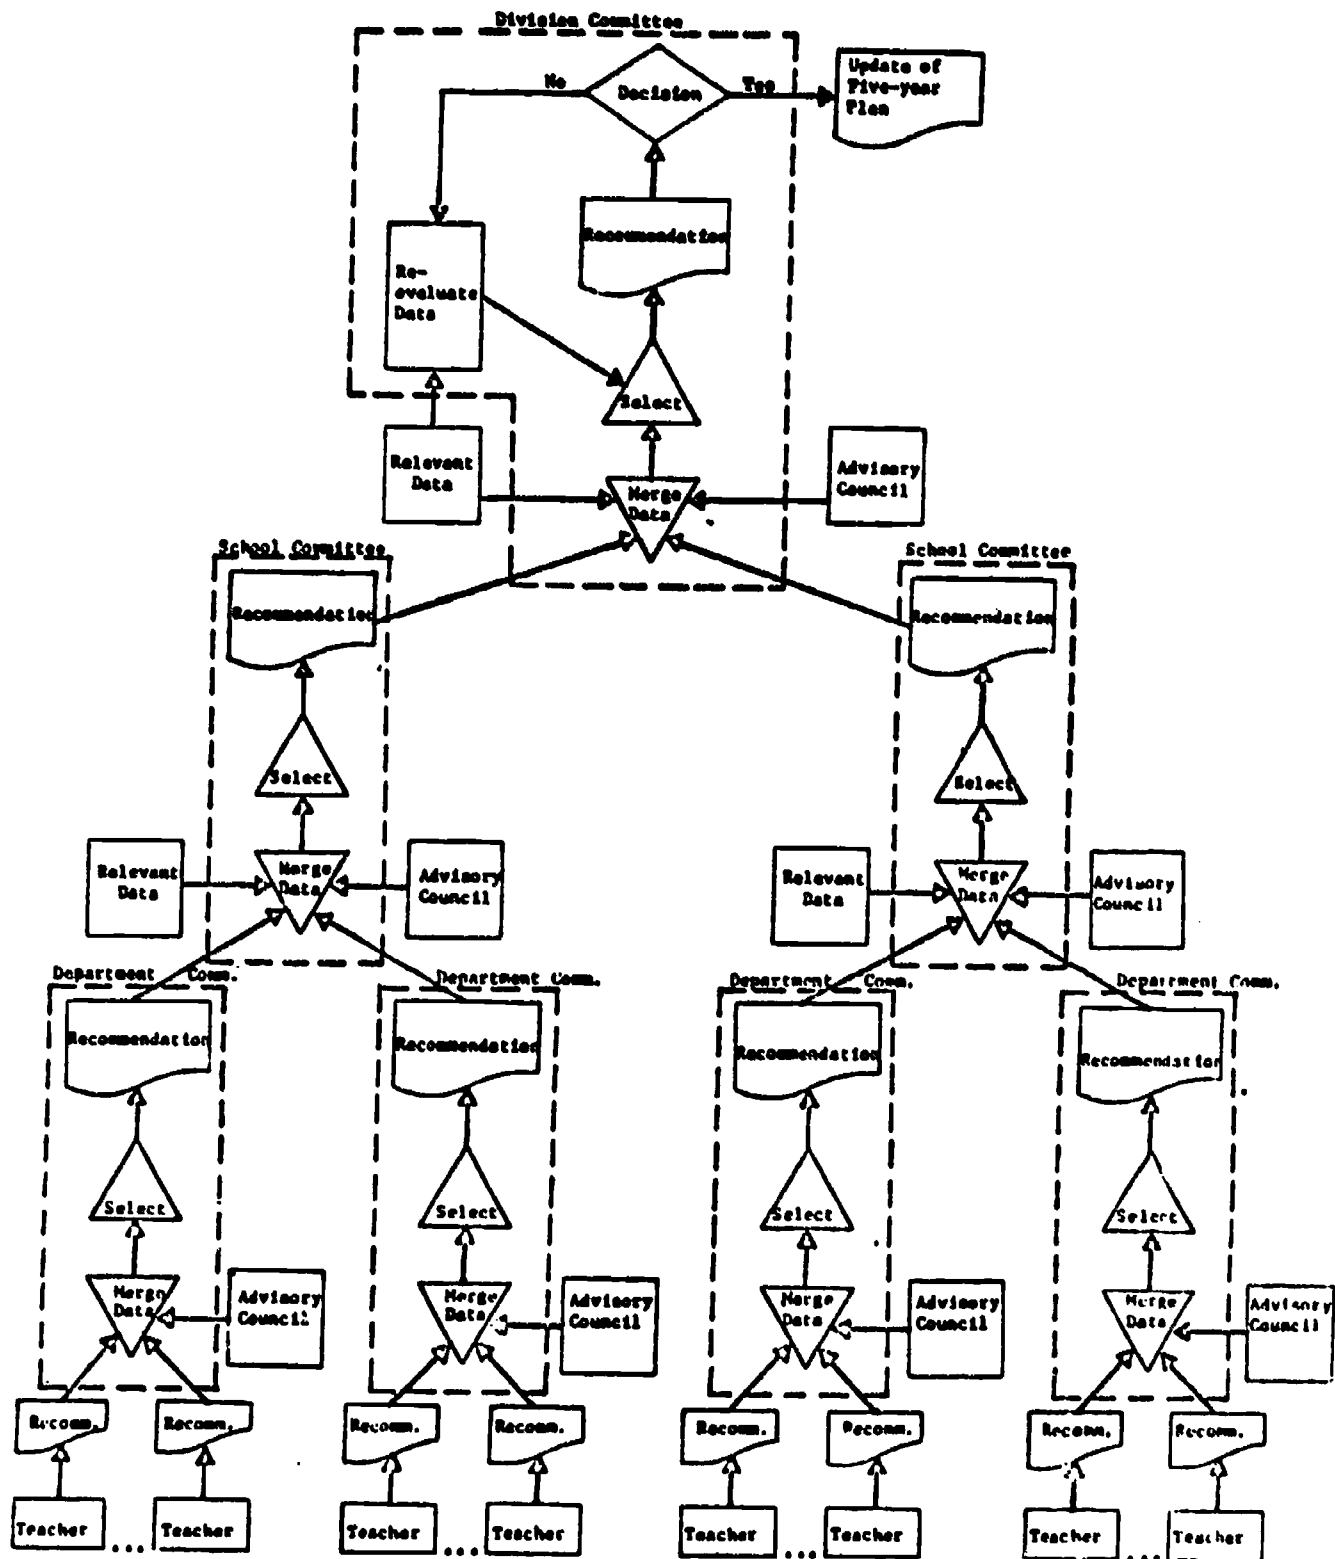 Division Committee
No
Decision
Yes
Update of
Five-year
Plan
Recommendation
Re-
evaluate
Data
Select
Relevant
Data
Merge
Data
Advisory
Council
School Committee
School Committee
Recommendation
Recommendation
Select
Select
Relevant
Data
Merge
Data
Advisory
Council
Relevant
Data
Merge
Data
Advisory
Council
Department Comm.
Department Comm.
Department Comm.
Department Comm.
Recommendation
Recommendation
Recommendation
Recommendation
Select
Select
Select
Select
Merge
Data
Advisory
Council
Merge
Data
Advisory
Council
Merge
Data
Advisory
Council
Merge
Data
Advisory
Council
Recomm.
Recomm.
Recomm.
Recomm.
Recomm.
Recomm.
Recomm.
Recomm.
Teacher ... Teacher
Teacher ... Teacher
Teacher ... Teacher
Teacher ... Teacher